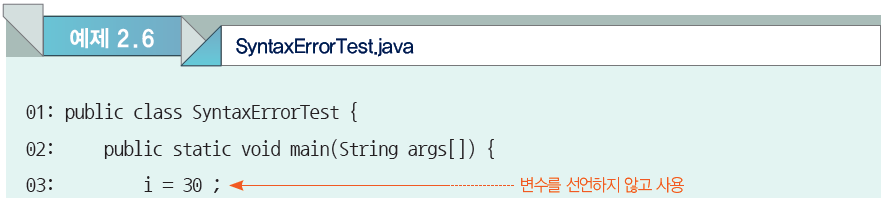 예제 2.6
SyntaxErrorTest.java
01: public class SyntaxErrorTest {
02: public static void main(String args[]) {
03: i = 30 ; 변수를 선언하지 않고 사용